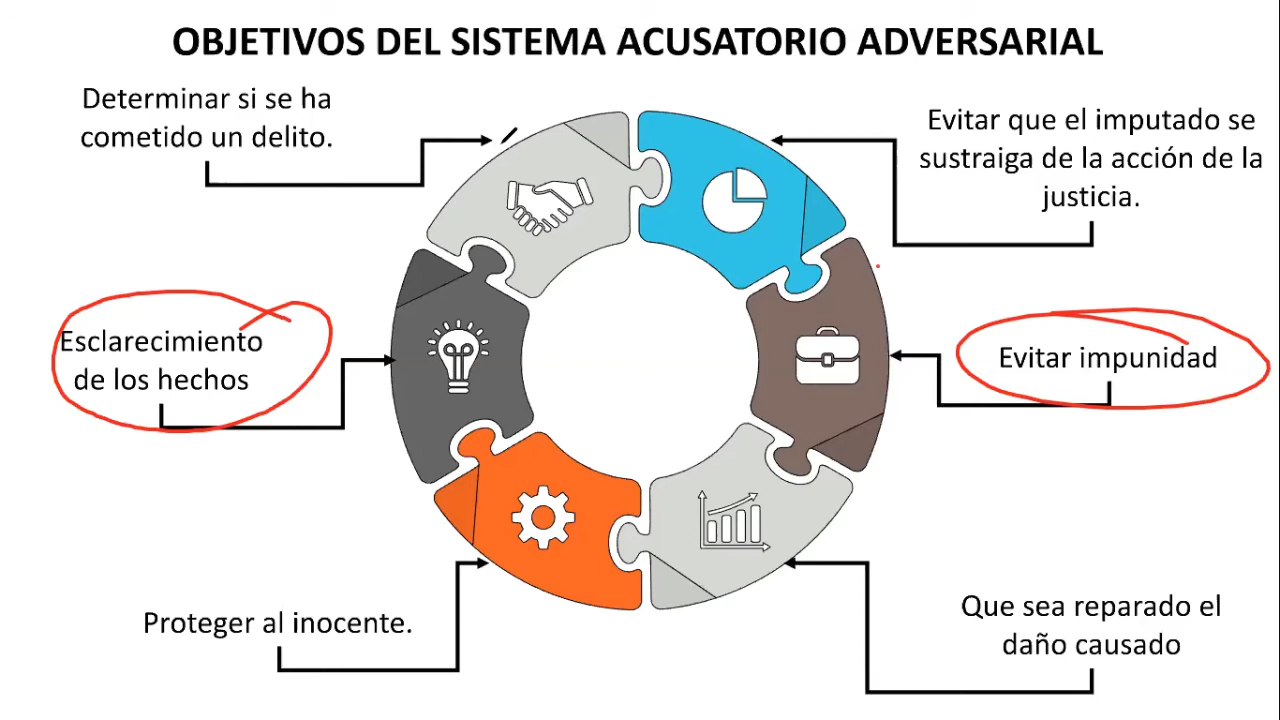 OBJETIVOS DEL SISTEMA ACUSATORIO ADVERSARIAL
Determinar si se ha
cometido un delito.
Evitar que el imputado se
sustraiga de la acción de la
justicia.
Esclarecimiento
de los hechos
Evitar impunidad
Proteger al inocente.
Que sea reparado el
daño causado